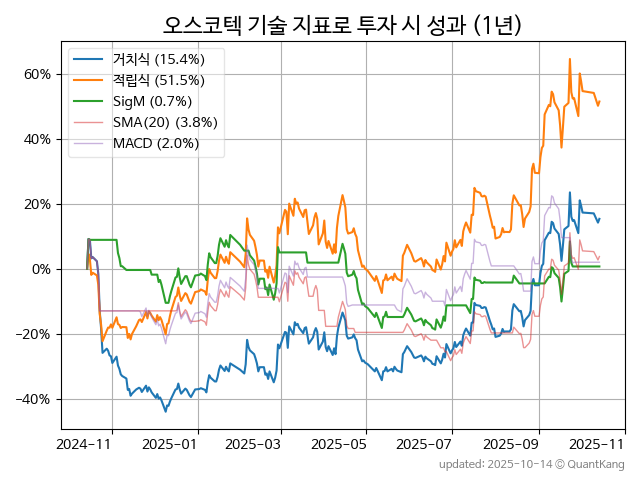 오스코텍 기술 지표로 투자 시 성과 (1년)
거치식 (15.4%)
적립식 (51.5%)
SigM (0.7%)
SMA(20) (3.8%)
MACD (2.0%)
60%
40%
20%
0%
−20%
−40%
2024-11 2025-01 2025-03 2025-05 2025-07 2025-09 2025-11
updated: 2025-10-14 © QuantKang